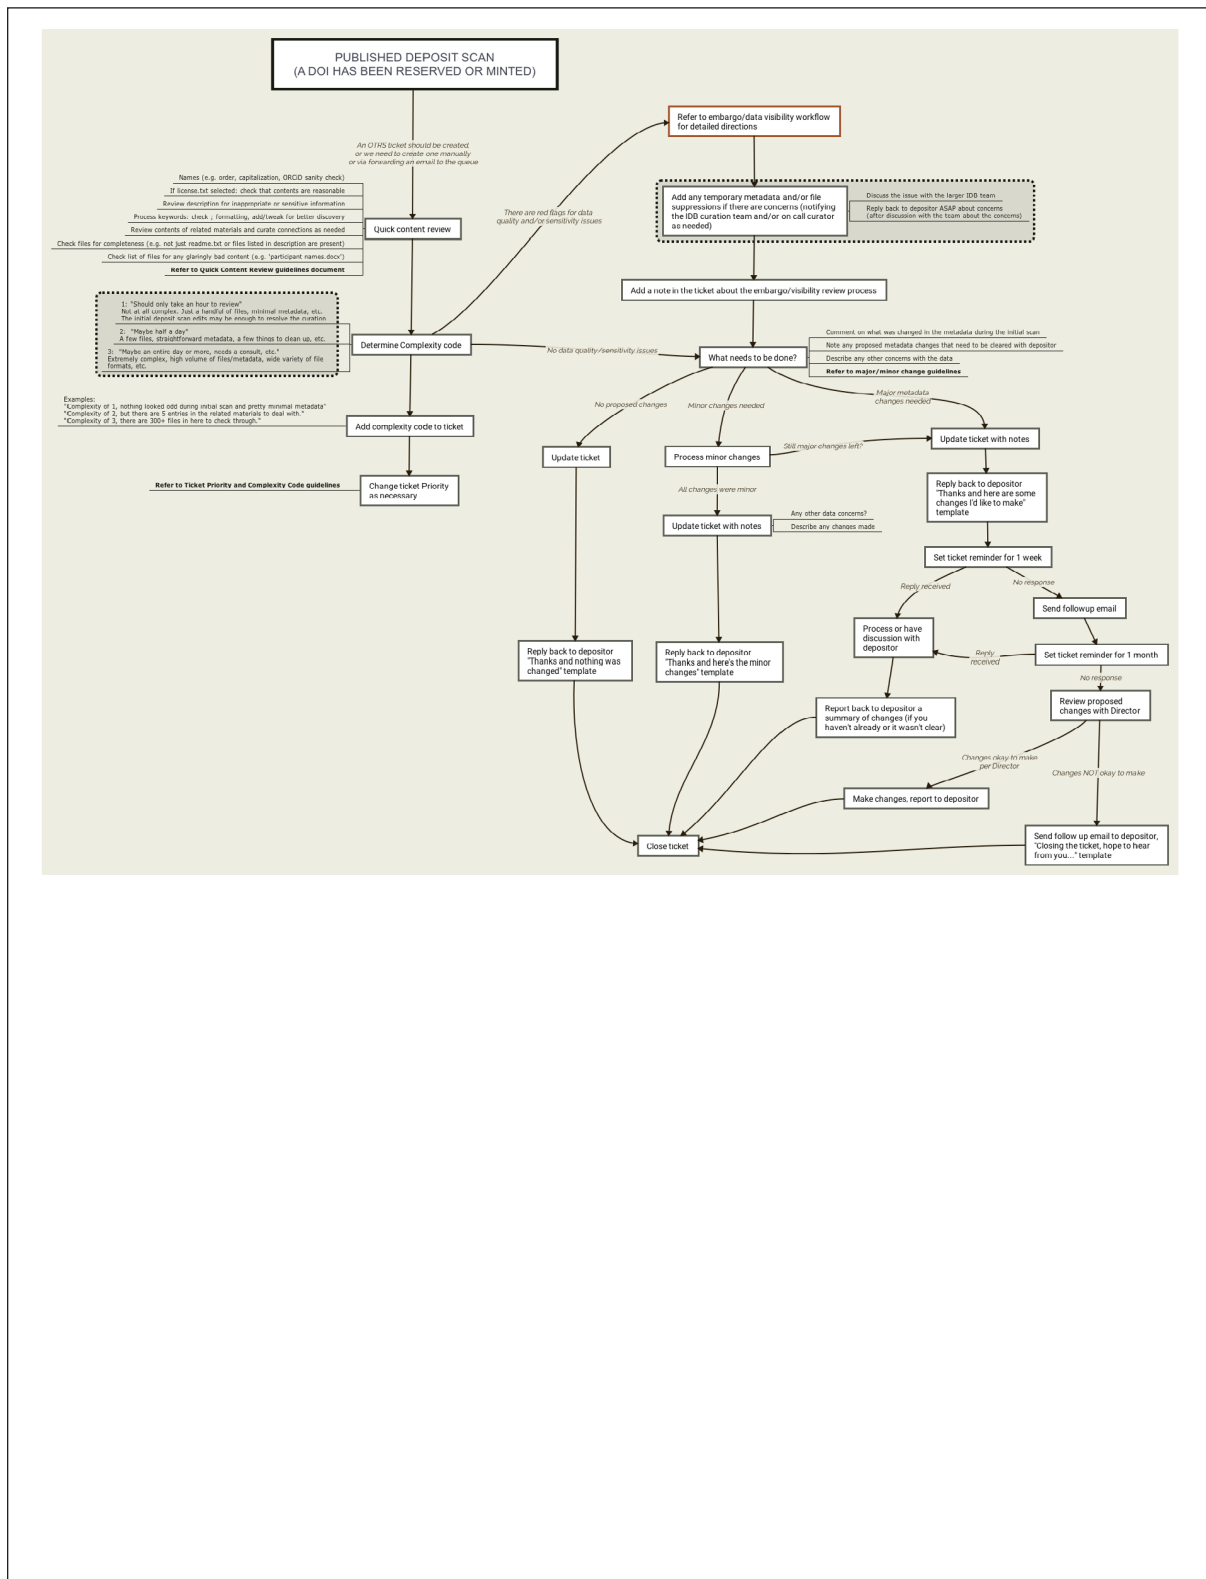 PUBLISHED DEPOSIT SCAN
(A DOI HAS BEEN RESERVED OR MINTED)
An OTRS ticket should be created,
or we need to create one manually
or via forwarding an email to the queue
Names (e.g. order, capitalization, ORCiD sanity check)
If license.txt selected: check that contents are reasonable
Review description for inappropriate or sensitive information
Process keywords: check ; formatting, add/tweak for better discovery
Review contents of related materials and curate connections as needed
Check files for completeness (e.g. not just readme.txt or files listed in description are present)
Check list of files for any glaringly bad content (e.g. 'participant names.docx')
Refer to Quick Content Review guidelines document
Quick content review
1: "Should only take an hour to review"
Not at all complex. Just a handful of files, minimal metadata, etc.
The initial deposit scan edits may be enough to resolve the curation.
2: "Maybe half a day"
A few files, straightforward metadata, a few things to clean up, etc.
3: "Maybe an entire day or more, needs a consult, etc."
Extremely complex, high volume of files/metadata, wide variety of file
formats, etc.
Determine Complexity code
Examples:
"Complexity of 1, nothing looked odd during initial scan and pretty minimal metadata"
"Complexity of 2, but there are 5 entries in the related materials to deal with."
"Complexity of 3, there are 300+ files in here to check through."
Add complexity code to ticket
Refer to Ticket Priority and Complexity Code guidelines
Change ticket Priority
as necessary
There are red flags for data
quality and/or sensitivity issues
Refer to embargo/data visibility workflow
for detailed directions
Add any temporary metadata and/or file
suppressions if there are concerns (notifying
the IDB curation team and/or on call curator
as needed)
Discuss the issue with the larger IDB team
Reply back to depositor ASAP about concerns
(after discussion with the team about the concerns)
Add a note in the ticket about the embargo/visibility review process
No data quality/sensitivity issues
What needs to be done?
Comment on what was changed in the metadata during the initial scan
Note any proposed metadata changes that need to be cleared with depositor
Describe any other concerns with the data
Refer to major/minor change guidelines
No proposed changes
Minor changes needed
Major metadata
changes needed
Update ticket
Process minor changes
Still major changes left?
Update ticket with notes
All changes were minor
Update ticket with notes
Any other data concerns?
Describe any changes made
Reply back to depositor
"Thanks and here are some
changes I'd like to make"
template
Set ticket reminder for 1 week
Reply received
No response
Send followup email
Process or have
discussion with
depositor
Reply
received
Set ticket reminder for 1 month
No response
Reply back to depositor
"Thanks and nothing was
changed" template
Reply back to depositor
"Thanks and here's the minor
changes" template
Report back to depositor a
summary of changes (if you
haven't already or it wasn't clear)
Review proposed
changes with Director
Changes okay to make
per Director
Changes NOT okay to make
Make changes, report to depositor
Close ticket
Send follow up email to depositor,
"Closing the ticket, hope to hear
from you..." template